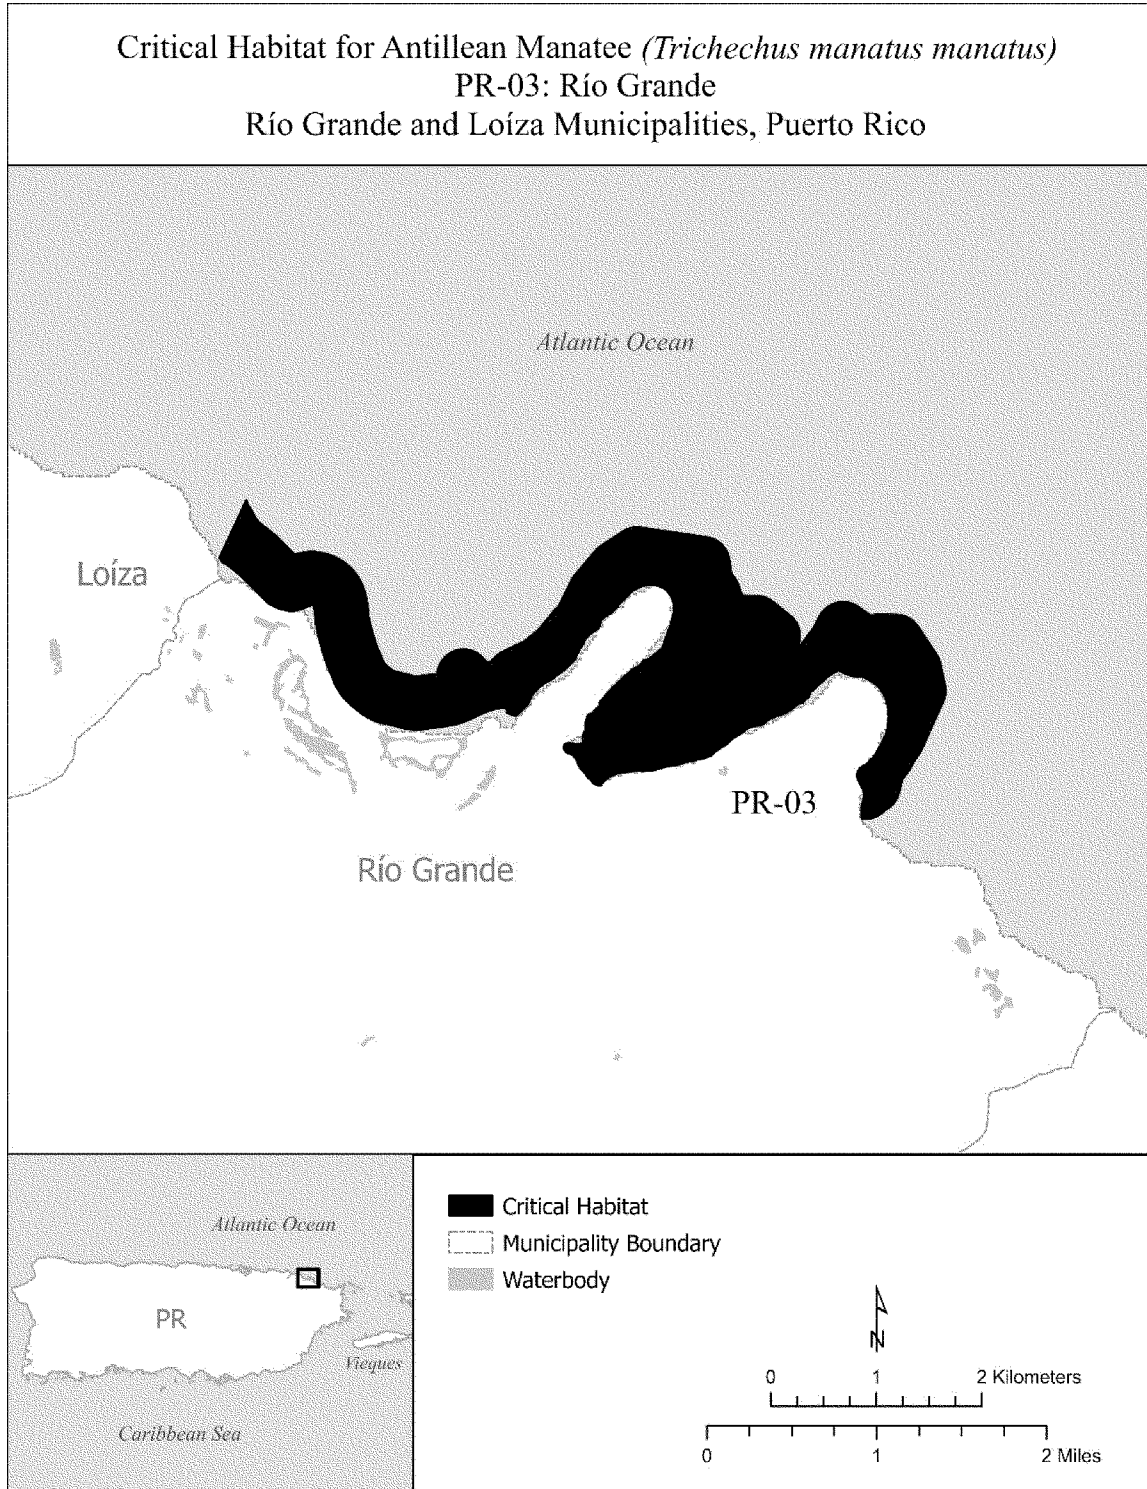 Critical Habitat for Antillean Manatee (Trichechus manatus manatus)
PR-03: Río Grande
Río Grande and Loíza Municipalities, Puerto Rico
Atlantic Ocean
Loíza
PR-03
Río Grande
Atlantic Ocean
PR
Vieques
Caribbean Sea
Critical Habitat
Municipality Boundary
Waterbody
N
0 1 2 Kilometers
0 1 2 Miles